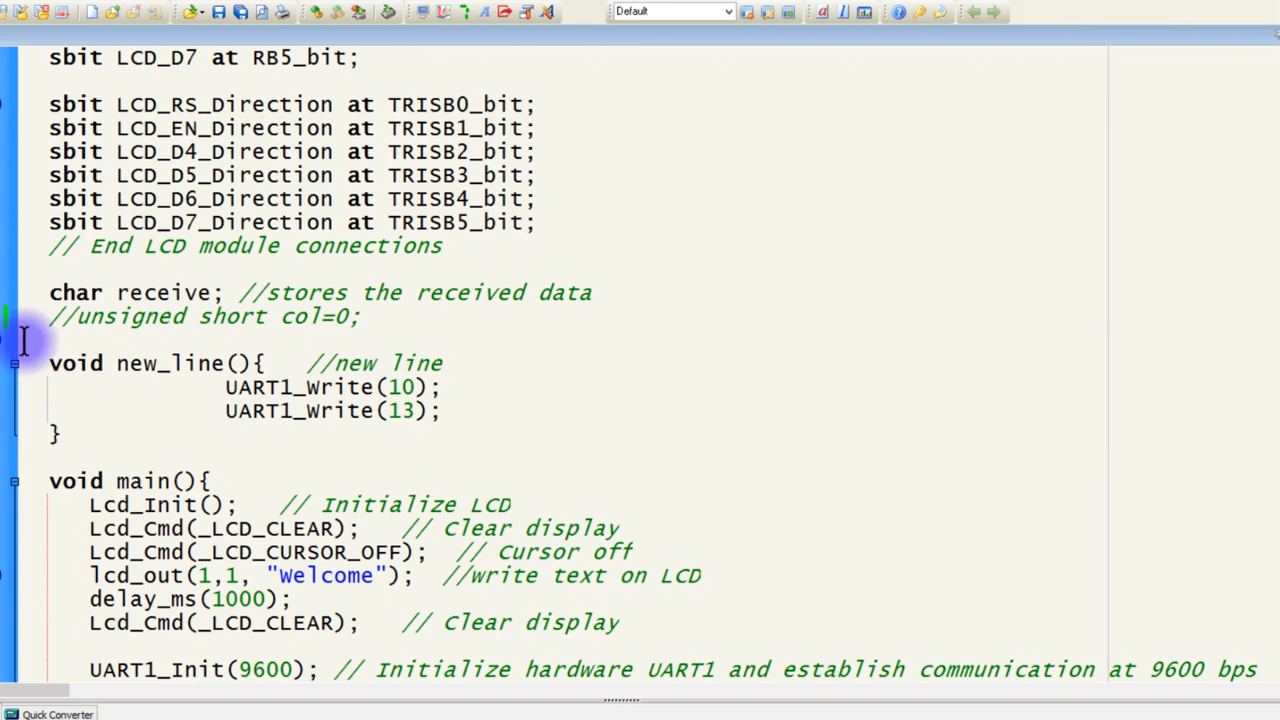 Default
sbit LCD_D7 at RB5_bit;
sbit LCD_RS_Direction at TRISB0_bit;
sbit LCD_EN_Direction at TRISB1_bit;
sbit LCD_D4_Direction at TRISB2_bit;
sbit LCD_D5_Direction at TRISB3_bit;
sbit LCD_D6_Direction at TRISB4_bit;
sbit LCD_D7_Direction at TRISB5_bit;
// End LCD module connections
char receive; //stores the received data
//unsigned short col=0;
void new_line(){ //new line
UART1_Write(10);
UART1_Write(13);
}
void main(){
Lcd_Init(); // Initialize LCD
Lcd_Cmd(_LCD_CLEAR); // Clear display
Lcd_Cmd(_LCD_CURSOR_OFF); // Cursor off
lcd_out(1,1, "Welcome"); //write text on LCD
delay_ms(1000);
Lcd_Cmd(_LCD_CLEAR); // Clear display
UART1_Init(9600); // Initialize hardware UART1 and establish communication at 9600 bps
Quick Converter